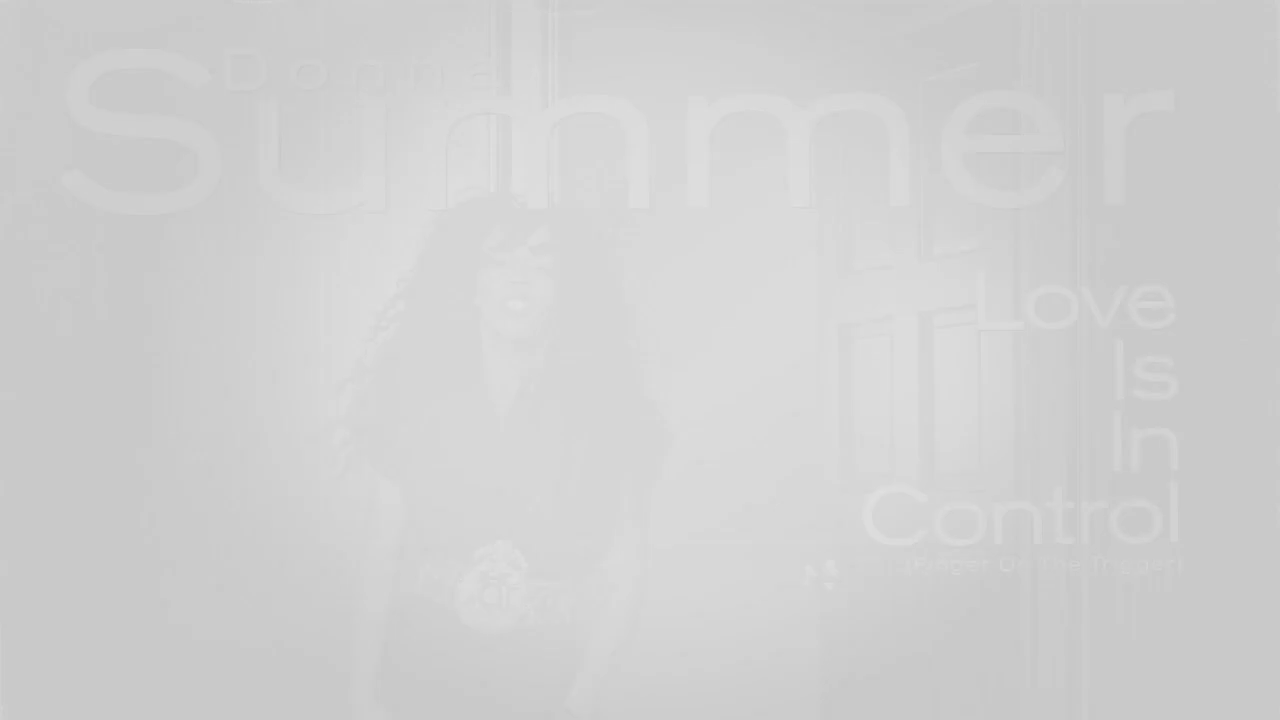 Donna
Summer
Love
Is
In
Control
(Finger On The Trigger)